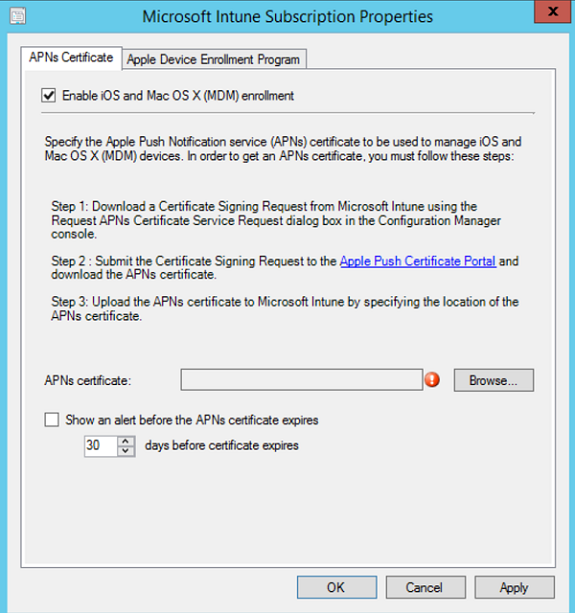 Microsoft Intune Subscription Properties
APNs Certificate
Apple Device Enrollment Program
Enable iOS and Mac OS X (MDM) enrollment
Specify the Apple Push Notification service (APNs) certificate to be used to manage iOS and
Mac OS X (MDM) devices. In order to get an APNs certificate, you must follow these steps:
Step 1: Download a Certificate Signing Request from Microsoft Intune using the
Request APNs Certificate Service Request dialog box in the Configuration Manager
console.
Step 2 : Submit the Certificate Signing Request to the Apple Push Certificate Portal and
download the APNs certificate.
Step 3: Upload the APNs certificate to Microsoft Intune by specifying the location of the
APNs certificate.
APNs certificate:
Browse...
Show an alert before the APNs certificate expires
30 days before certificate expires
OK Cancel Apply